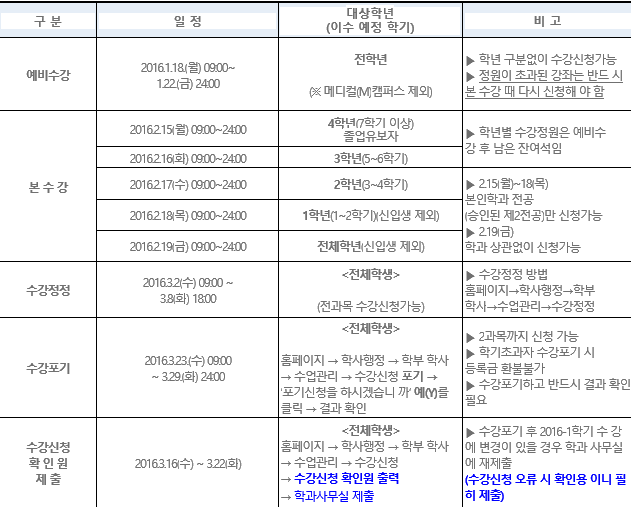 구 분
일 정
대상학년
(이수 예정 학기)
비 고
예비수강
2016.1.18.(월) 09:00~
1.22.(금) 24:00
전학년
(※ 메디컬(M)캠퍼스 제외)
▶ 학년 구분없이 수강신청가능
▶ 정원이 초과된 강좌는 반드 시
본 수강 때 다시 신청해 야 함
본 수 강
2016.2.15(월) 09:00~24:00
4학년(7학기 이상)
졸업유보자
▶ 학년별 수강정원은 예비수
강 후 남은 잔여석임
2016.2.16(화) 09:00~24:00
3학년(5~6학기)
2016.2.17(수) 09:00~24:00
2학년(3~4학기)
▶ 2.15(월)~18(목)
본인학과 전공
(승인된 제2전공)만 신청가능
▶ 2.19(금)
학과 상관없이 신청가능
2016.2.18(목) 09:00~24:00
1학년(1~2학기)(신입생 제외)
2016.2.19(금) 09:00~24:00
전체학년(신입생 제외)
수강정정
2016.3.2(수) 09:00 ~
3.8(화) 18:00
<전체학생>
(전과목 수강신청가능)
▶ 수강정정 방법
홈페이지→학사행정→학부
학사→수업관리→수강정정
수강포기
2016.3.23.(수) 09:00
~ 3.29.(화) 24:00
<전체학생>
홈페이지 → 학사행정 → 학부 학사
→ 수업관리 → 수강신청 포기 →
'포기신청을 하시겠습니 까' 예(Y)를
클릭 → 결과 확인
▶ 2과목까지 신청 가능
▶ 학기초과자 수강포기 시
등록금 환불불가
▶ 수강포기하고 반드시 결과 확인
필요
수강신청
확 인 원
제 출
2016.3.16(수) ~ 3.22(화)
<전체학생>
홈페이지 → 학사행정 → 학부 학사
→ 수업관리 → 수강신청
→ 수강신청 확인원 출력
→ 학과사무실 제출
▶ 수강포기 후 2016-1학기 수 강
에 변경이 있을 경우 학과 사무실
에 재제출
(수강신청 오류 시 확인용 이니 필
히 제출)